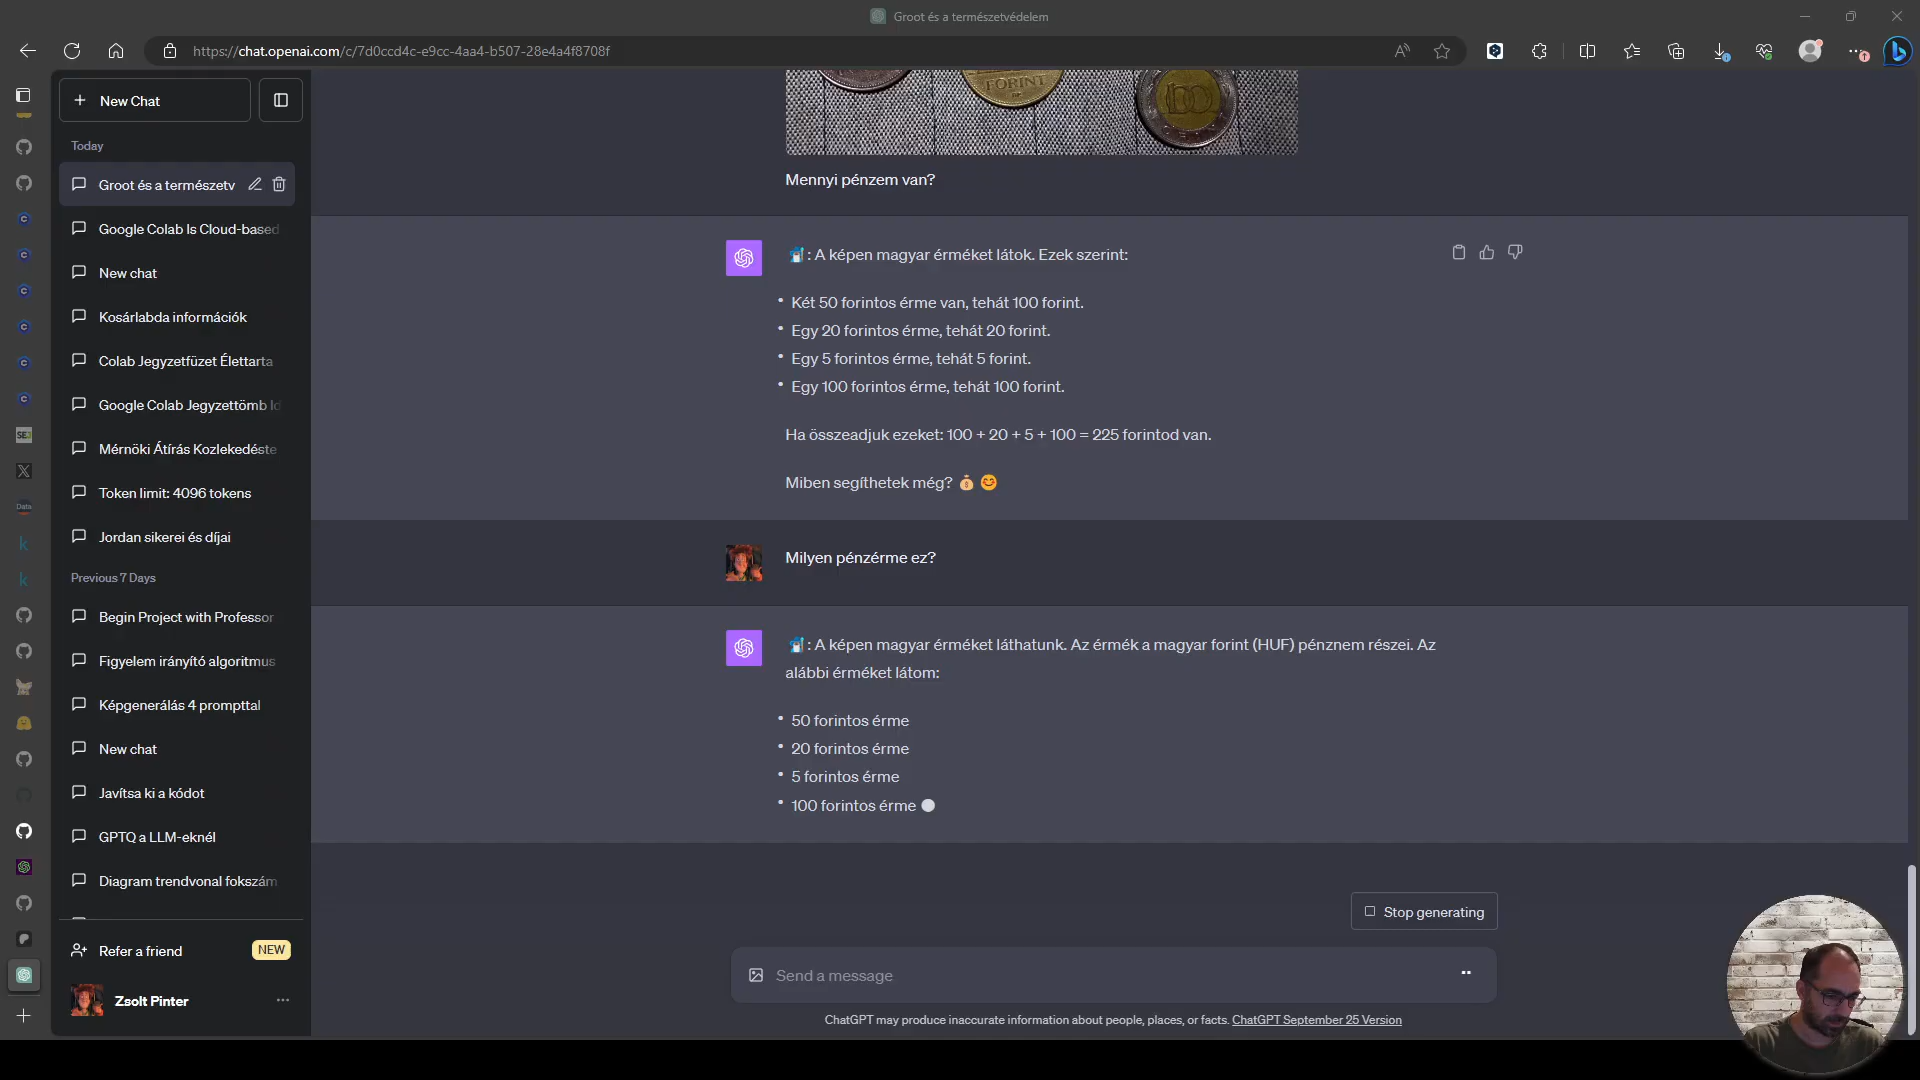 Groot és a természetvédelem
https://chat.openai.com/c/7d0ccd4c-e9cc-4aa4-b507-28e4a4f8708f
New Chat
Today
Groot és a természetv
Google Colab Is Cloud-based
New chat
Kosárlabda információk
Colab Jegyzetfüzet Élettarta
Google Colab Jegyzettömb Id
Mérnöki Átírás Kozlekedéste
Token limit: 4096 tokens
Jordan sikerei és díjai
Previous 7 Days
Begin Project with Professor
Figyelem irányító algoritmus
Képgenerálás 4 prompttal
New chat
Javítsa ki a kódot
GPTQ a LLM-eknél
Diagram trendvonal fokszám
Refer a friend
NEW
Zsolt Pinter
FORINT
100
Mennyi pénzem van?
: A képen magyar érméket látok. Ezek szerint:
• Két 50 forintos érme van, tehát 100 forint.
• Egy 20 forintos érme, tehát 20 forint.
• Egy 5 forintos érme, tehát 5 forint.
• Egy 100 forintos érme, tehát 100 forint.
Ha összeadjuk ezeket: 100 + 20 + 5 + 100 = 225 forintod van.
Miben segíthetek még?
Milyen pénzérme ez?
: A képen magyar érméket láthatunk. Az érmék a magyar forint (HUF) pénznem részei. Az
alábbi érméket látom:
• 50 forintos érme
• 20 forintos érme
• 5 forintos érme
• 100 forintos érme
Stop generating
Send a message
ChatGPT may produce inaccurate information about people, places, or facts. ChatGPT September 25 Version